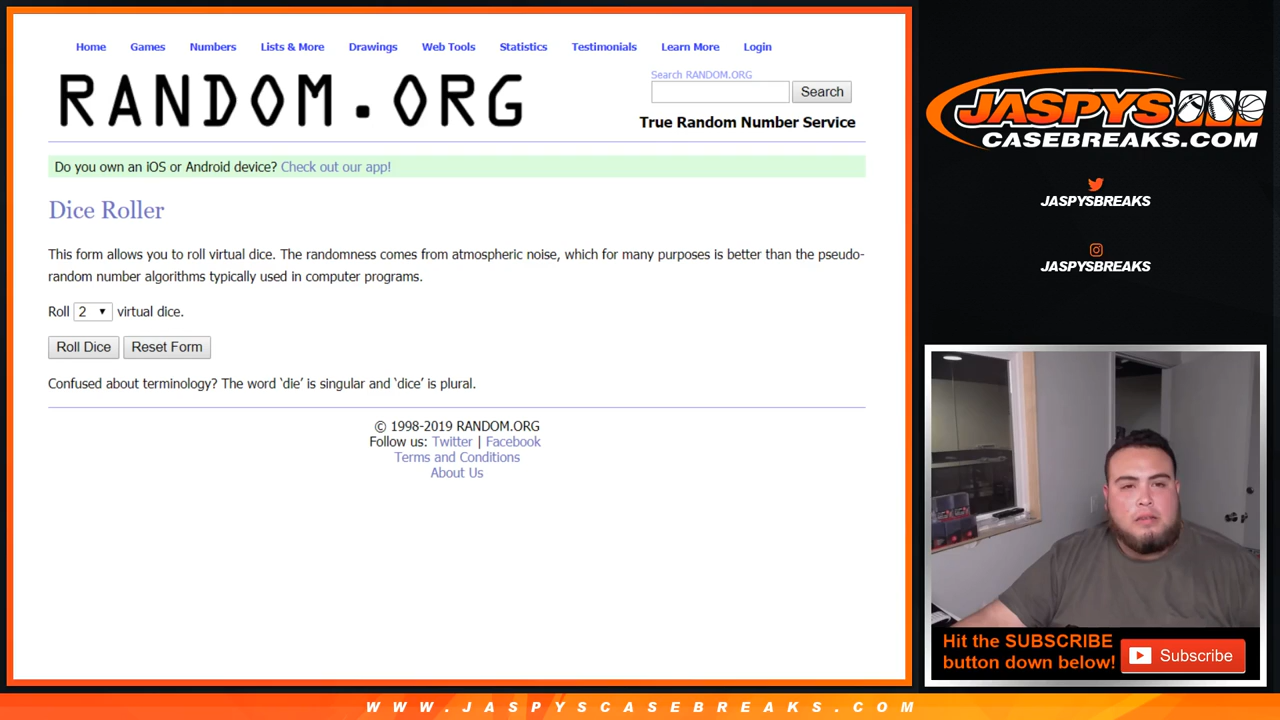 Home Games Numbers Lists & More Drawings Web Tools Statistics Testimonials Learn More Login
RANDOM.ORG
Search RANDOM.ORG
Search
True Random Number Service
Do you own an iOS or Android device? Check out our app!
Dice Roller
This form allows you to roll virtual dice. The randomness comes from atmospheric noise, which for many purposes is better than the pseudo-
random number algorithms typically used in computer programs.
Roll 2 virtual dice.
Roll Dice Reset Form
Confused about terminology? The word ‘die’ is singular and ‘dice’ is plural.
© 1998-2019 RANDOM.ORG
Follow us: Twitter | Facebook
Terms and Conditions
About Us
JASPYS
CASEBREAKS.COM
JASPYSBREAKS
JASPYSBREAKS
Hit the SUBSCRIBE
button down below!
Subscribe
WWW.JASPYSCASEBREAKS.COM